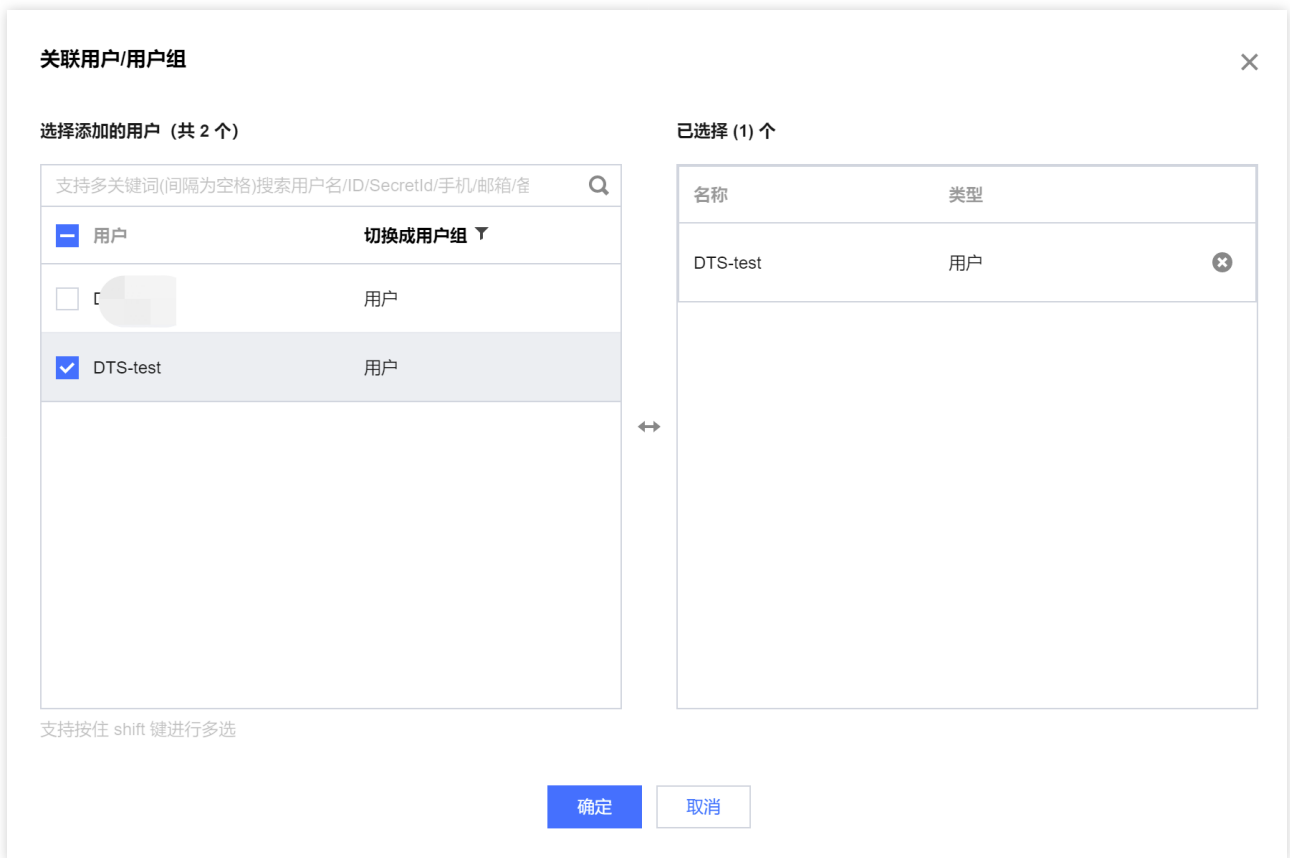 关联用户/用户组
选择添加的用户（共 2 个）
支持多关键词(间隔为空格)搜索用户名/ID/SecretId/手机/邮箱/备
用户 切换成用户组
用户
DTS-test 用户
支持按住 shift 键进行多选
已选择 (1) 个
名称 类型
DTS-test 用户
确定 取消